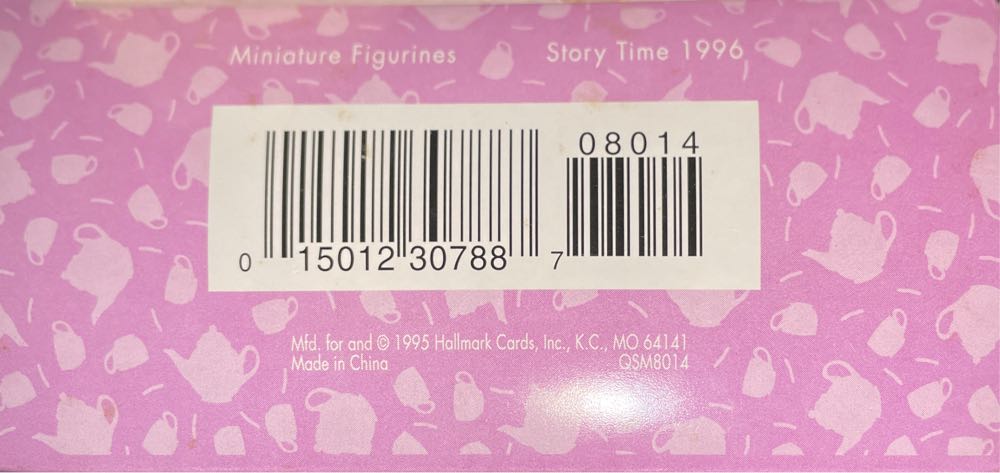 Miniature Figurines Story Time 1996
08014
0 15012 30788 7
Mfd. for and © 1995 Hallmark Cards, Inc., K.C., MO 64141
Made in China QSM8014